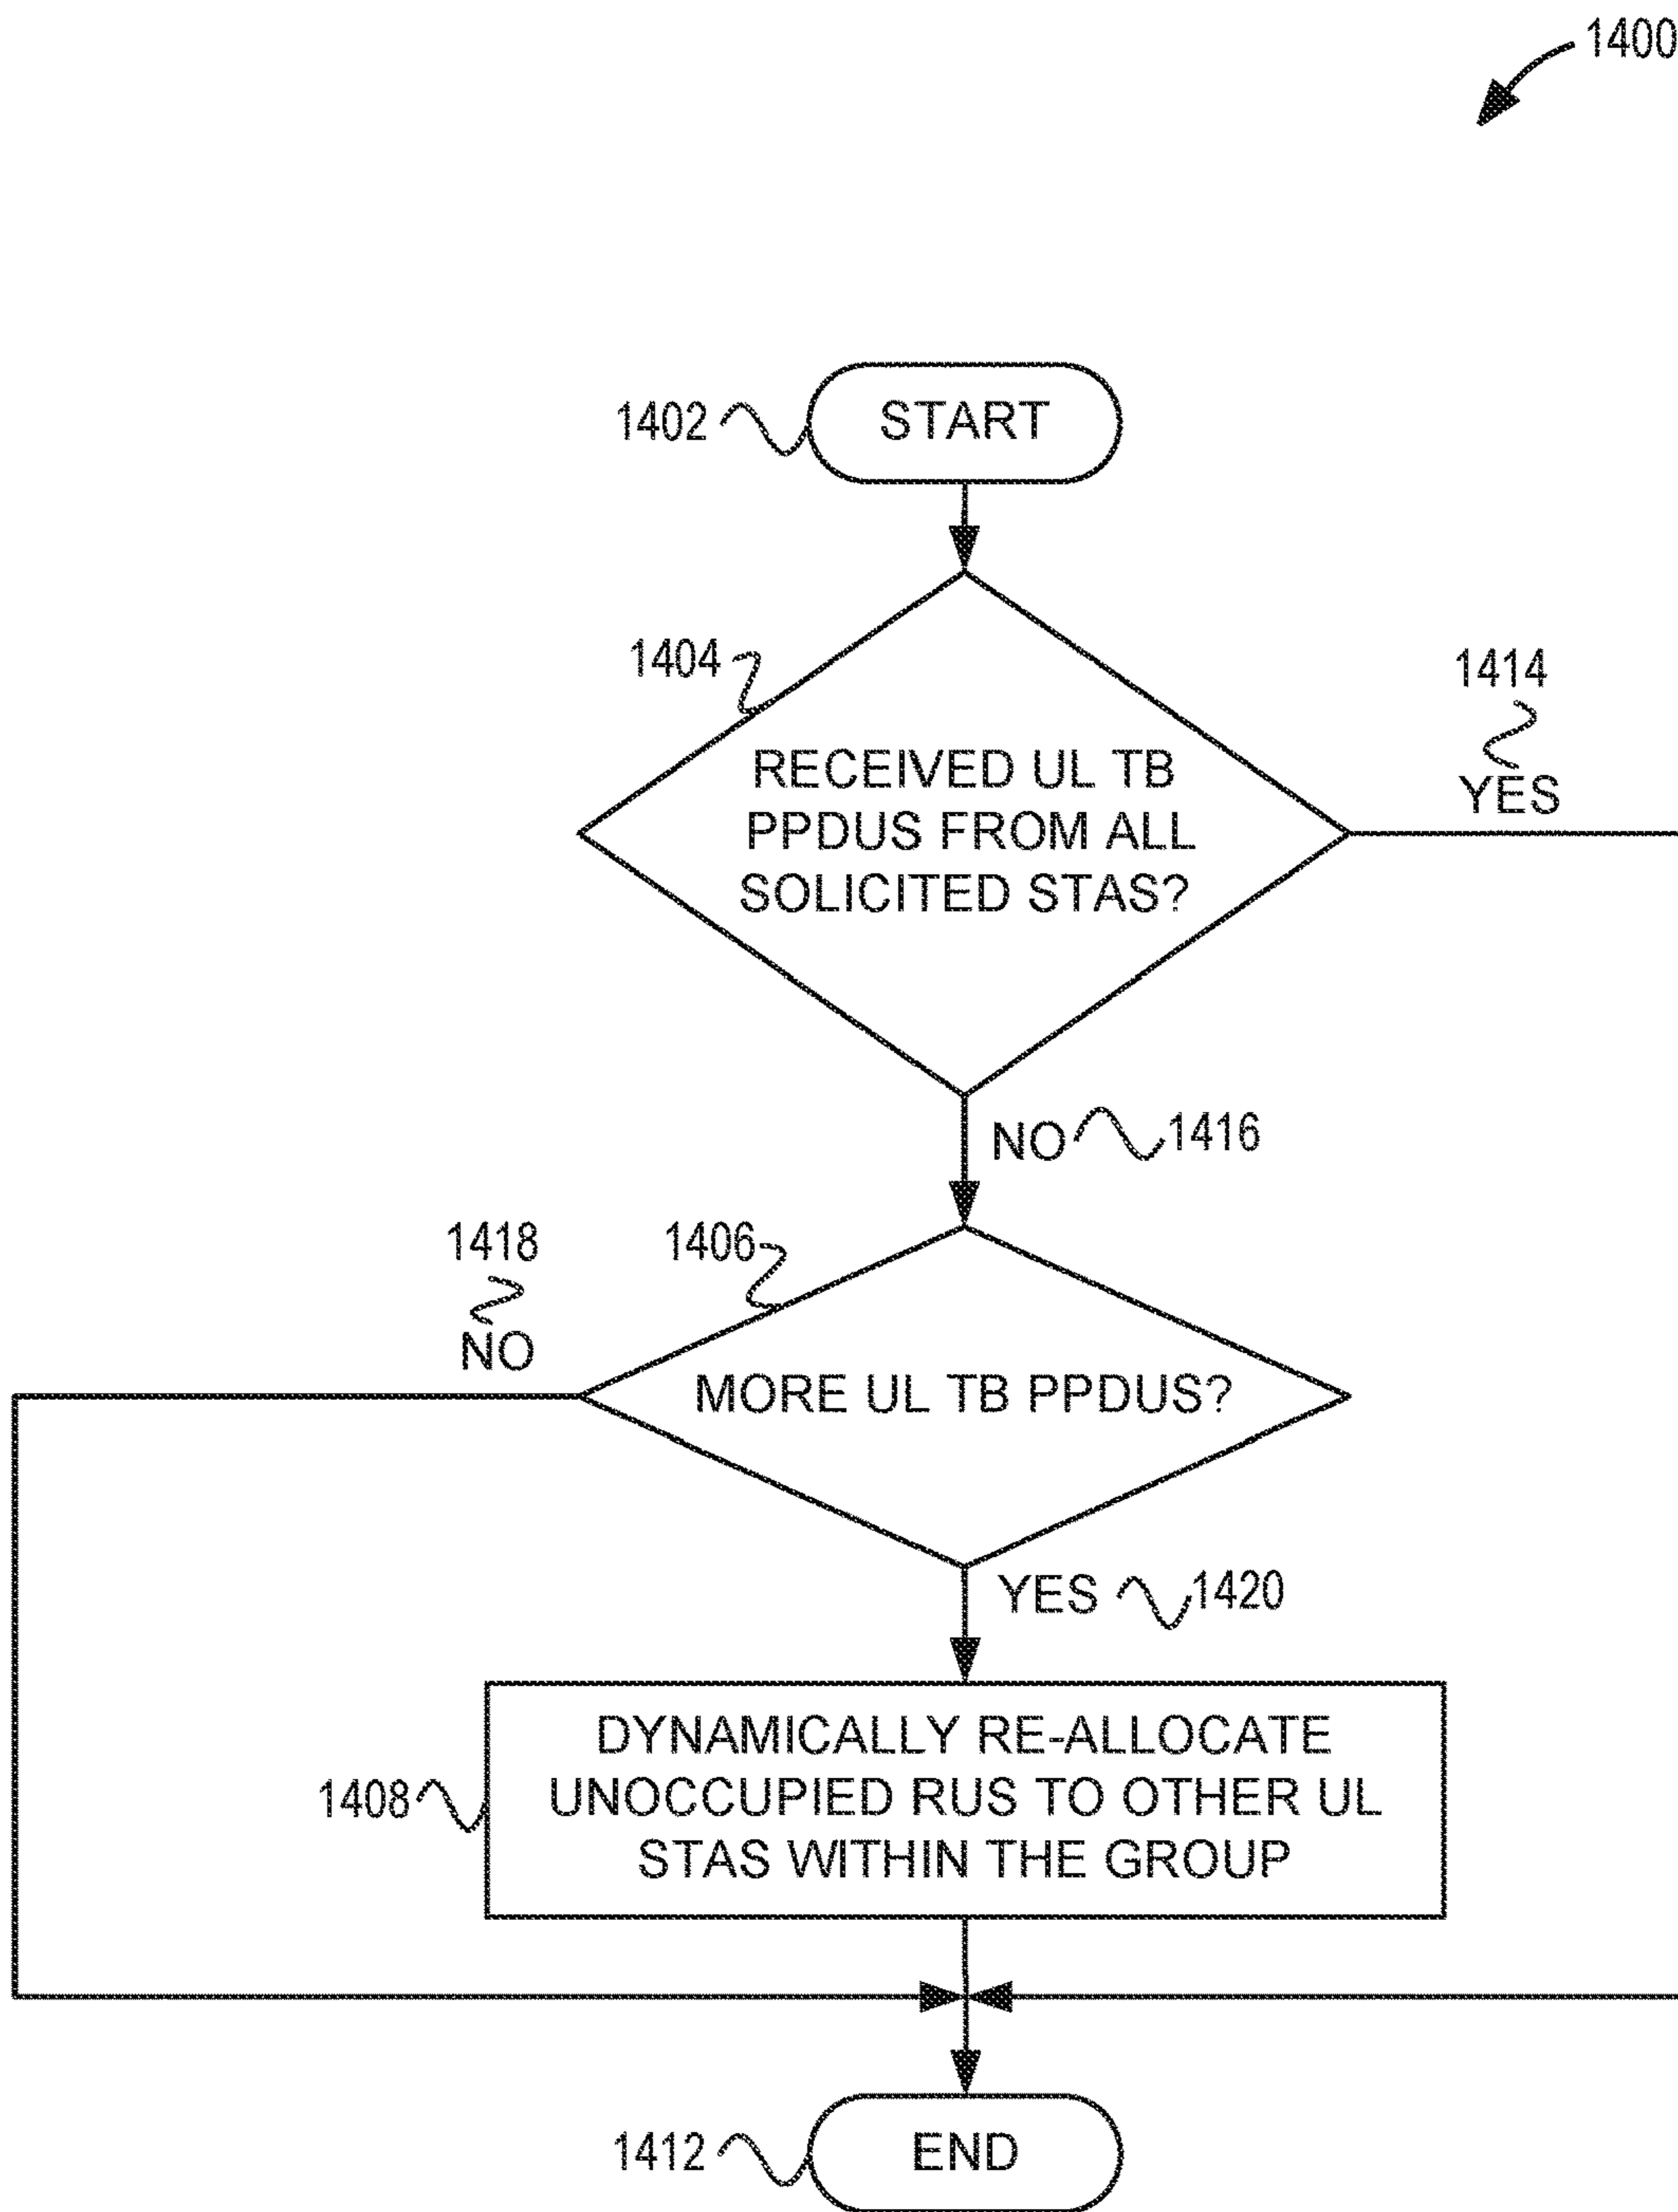 1400
1402
START
1404
RECEIVED UL TB
PPDUS FROM ALL
SOLICITED STAS?
1414
YES
NO
1416
1418
NO
1406
MORE UL TB PPDUS?
YES
1420
1408
DYNAMICALLY RE-ALLOCATE
UNOCCUPIED RUS TO OTHER UL
STAS WITHIN THE GROUP
1412
END